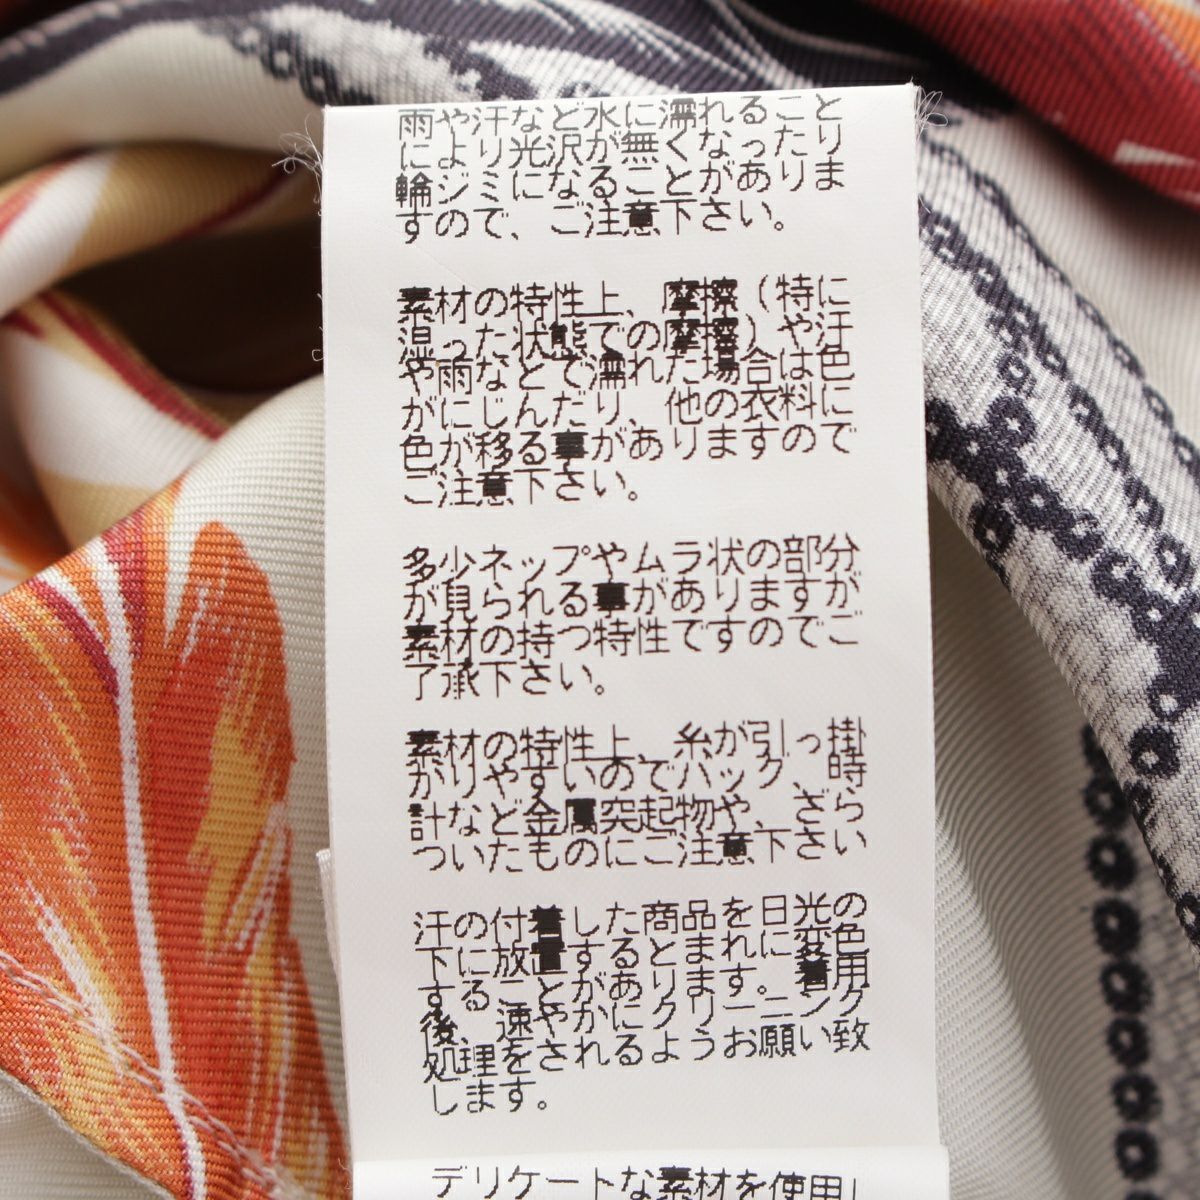 雨や汗など水に濡れること
により光沢が無くなったり
輪ジミになることがありま
すので、ご注意下さい。
素材の特性上、摩擦（特に
湿った状態での摩擦）や汗
や雨などで濡れた場合は色
がにじんだり、他の衣料に
色が移る事がありますので
ご注意下さい。
多少ネップやムラ状の部分
が見られる事がありますが
素材の持つ特性ですのでご
了承下さい。
素材の特性上、糸が引っ掛
かりやすいのでバッグ、時
計など金属突起物や、ざら
ついたものにご注意下さい
汗の付着した商品を日光の
下に放置するとまれに変色
することがあります。着用
後、速やかにクリーニング
処理をされるようお願い致
します。
デリケートな素材を使用し